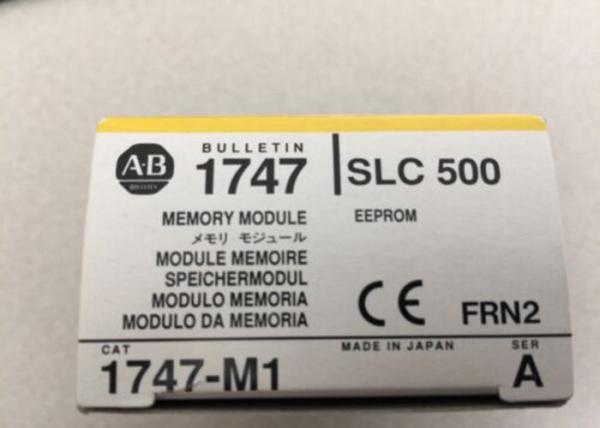 A·B
QUALITY
BULLETIN
1747
SLC 500
MEMORY MODULE
EEPROM
メモリ モジュール
MODULE MEMOIRE
SPEICHERMODUL
MODULO MEMORIA
MODULO DA MEMORIA
CE
FRN2
CAT
1747-M1
MADE IN JAPAN
SER
A